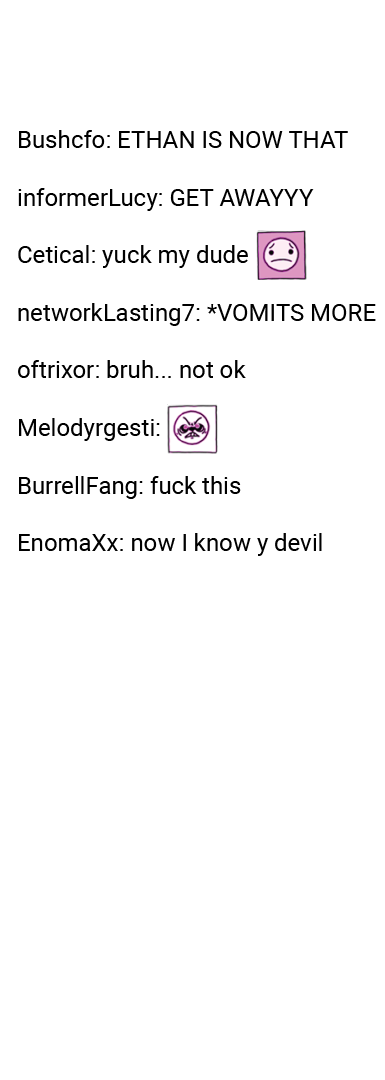 Bushcfo: ETHAN IS NOW THAT
informerLucy: GET AWAYYY
Cetical: yuck my dude
networkLasting7: *VOMITS MORE
oftrixor: bruh... not ok
Melodyrgesti:
BurrellFang: fuck this
EnomaXx: now I know y devil